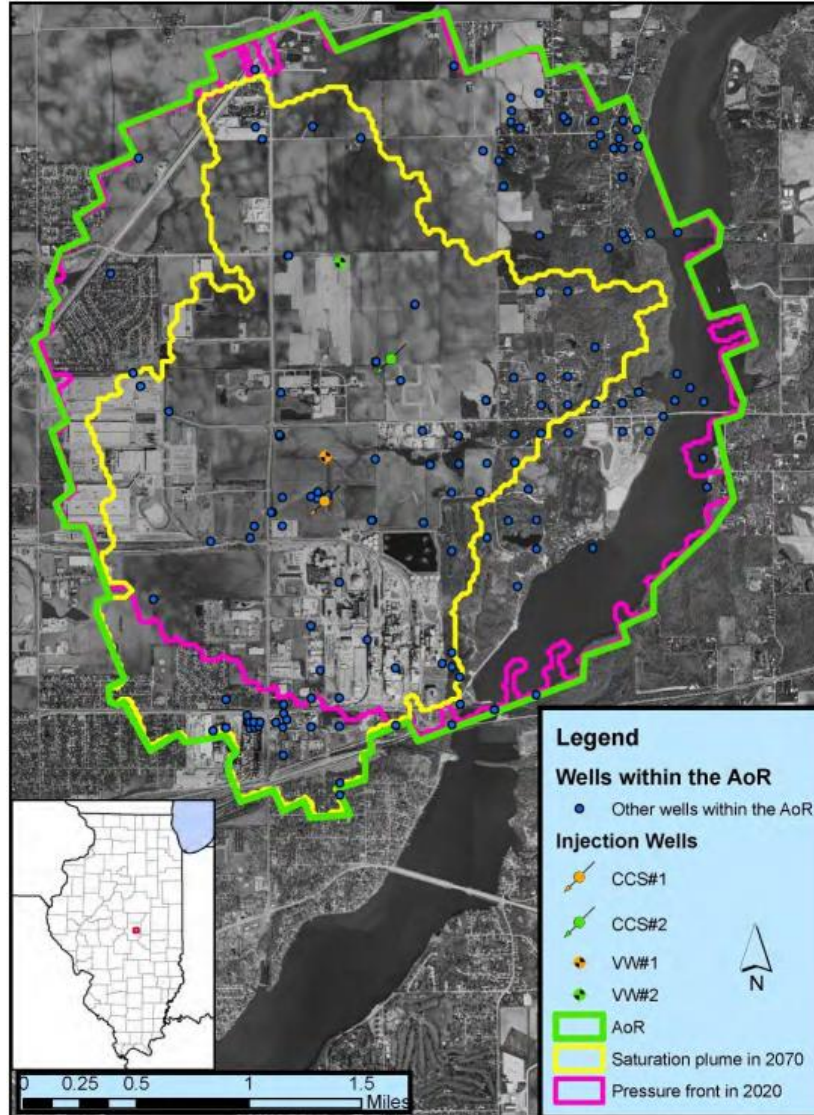 Legend
Wells within the AoR
Other wells within the AoR
Injection Wells
CCS#1
CCS#2
VW#1
VW#2
AoR
Saturation plume in 2070
Pressure front in 2020
N
0 0.25 0.5 1 1.5
Miles